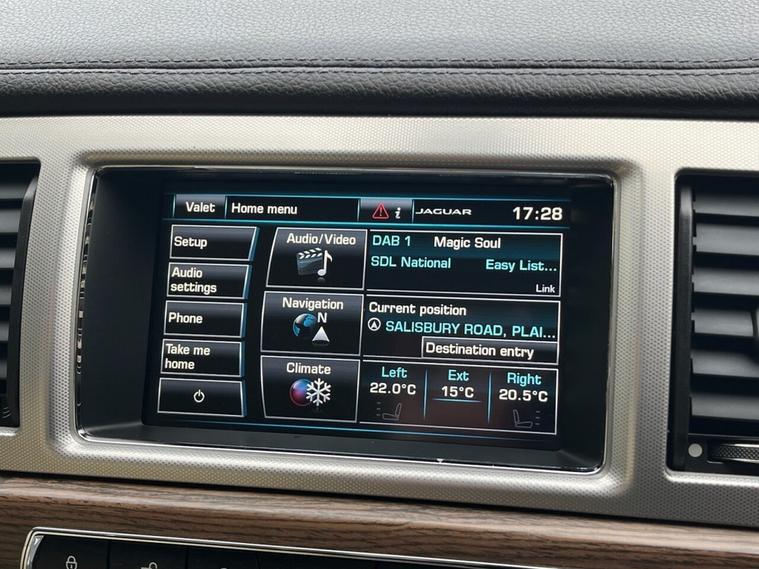 Valet
Home menu
i
JAGUAR
17:28
Setup
Audio
settings
Phone
Take me
home
Audio/Video
Navigation
N
Climate
DAB 1 Magic Soul
SDL National Easy List...
Link
Current position
SALISBURY ROAD, PLAI...
Destination entry
Left
22.0°C
Ext
15°C
Right
20.5°C